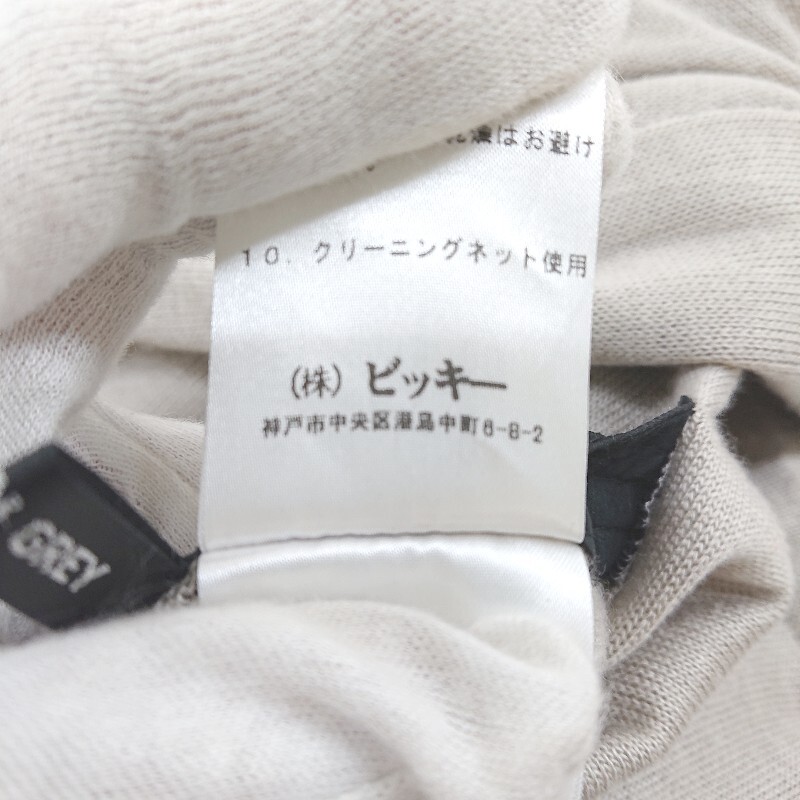 はお避け
10. クリーニングネット使用
(株) ビッキー
神戸市中央区港島中町6-8-2
GREY